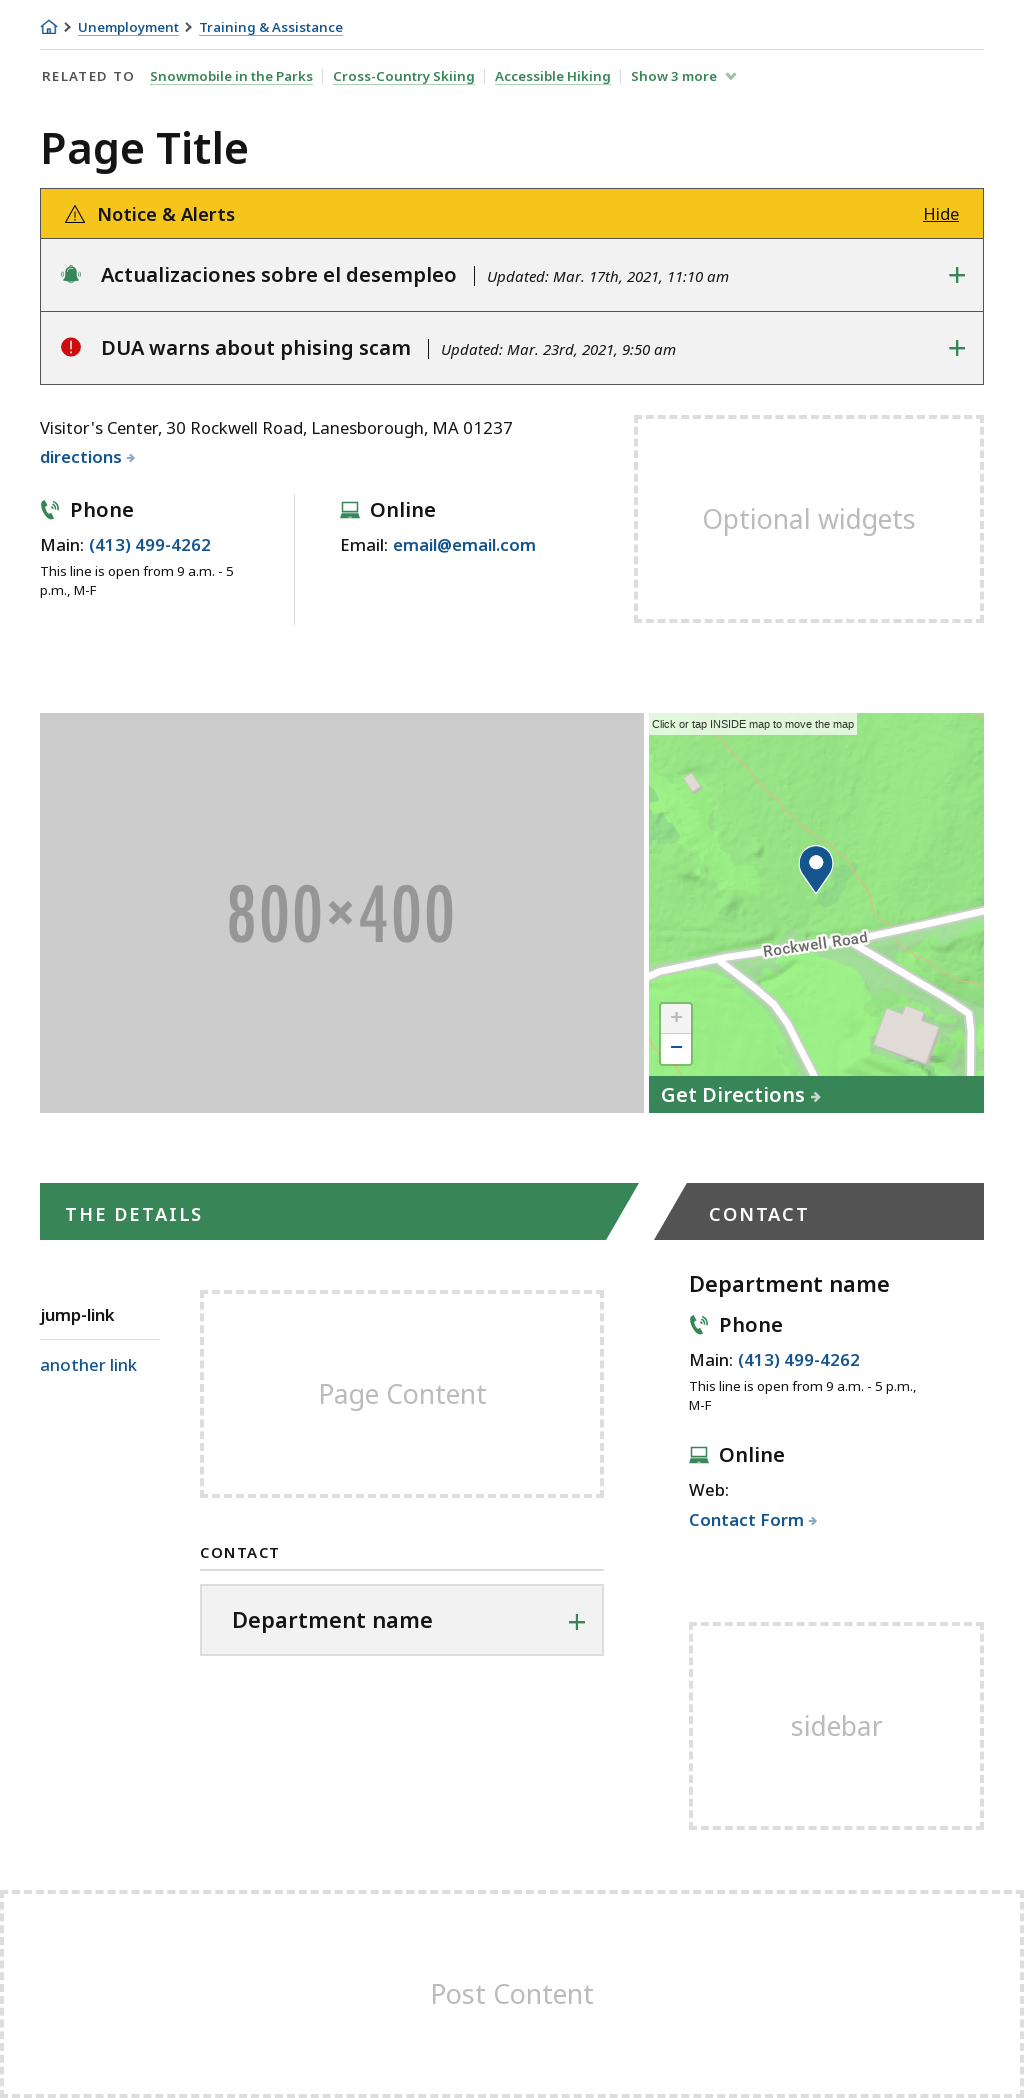 Unemployment Training & Assistance
RELATED TO Snowmobile in the Parks Cross-Country Skiing Accessible Hiking Show 3 more
Page Title
Notice & Alerts Hide
Actualizaciones sobre el desempleo Updated: Mar. 17th, 2021, 11:10 am
DUA warns about phising scam Updated: Mar. 23rd, 2021, 9:50 am
Visitor's Center, 30 Rockwell Road, Lanesborough, MA 01237
directions
Phone
Main: (413) 499-4262
This line is open from 9 a.m. - 5
p.m., M-F
Online
Email: email@email.com
Optional widgets
800×400
Click or tap INSIDE map to move the map
Rockwell Road
+
−
Get Directions
THE DETAILS
jump-link
another link
Page Content
CONTACT
Department name
CONTACT
Department name
Phone
Main: (413) 499-4262
This line is open from 9 a.m. - 5 p.m.,
M-F
Online
Web:
Contact Form
sidebar
Post Content